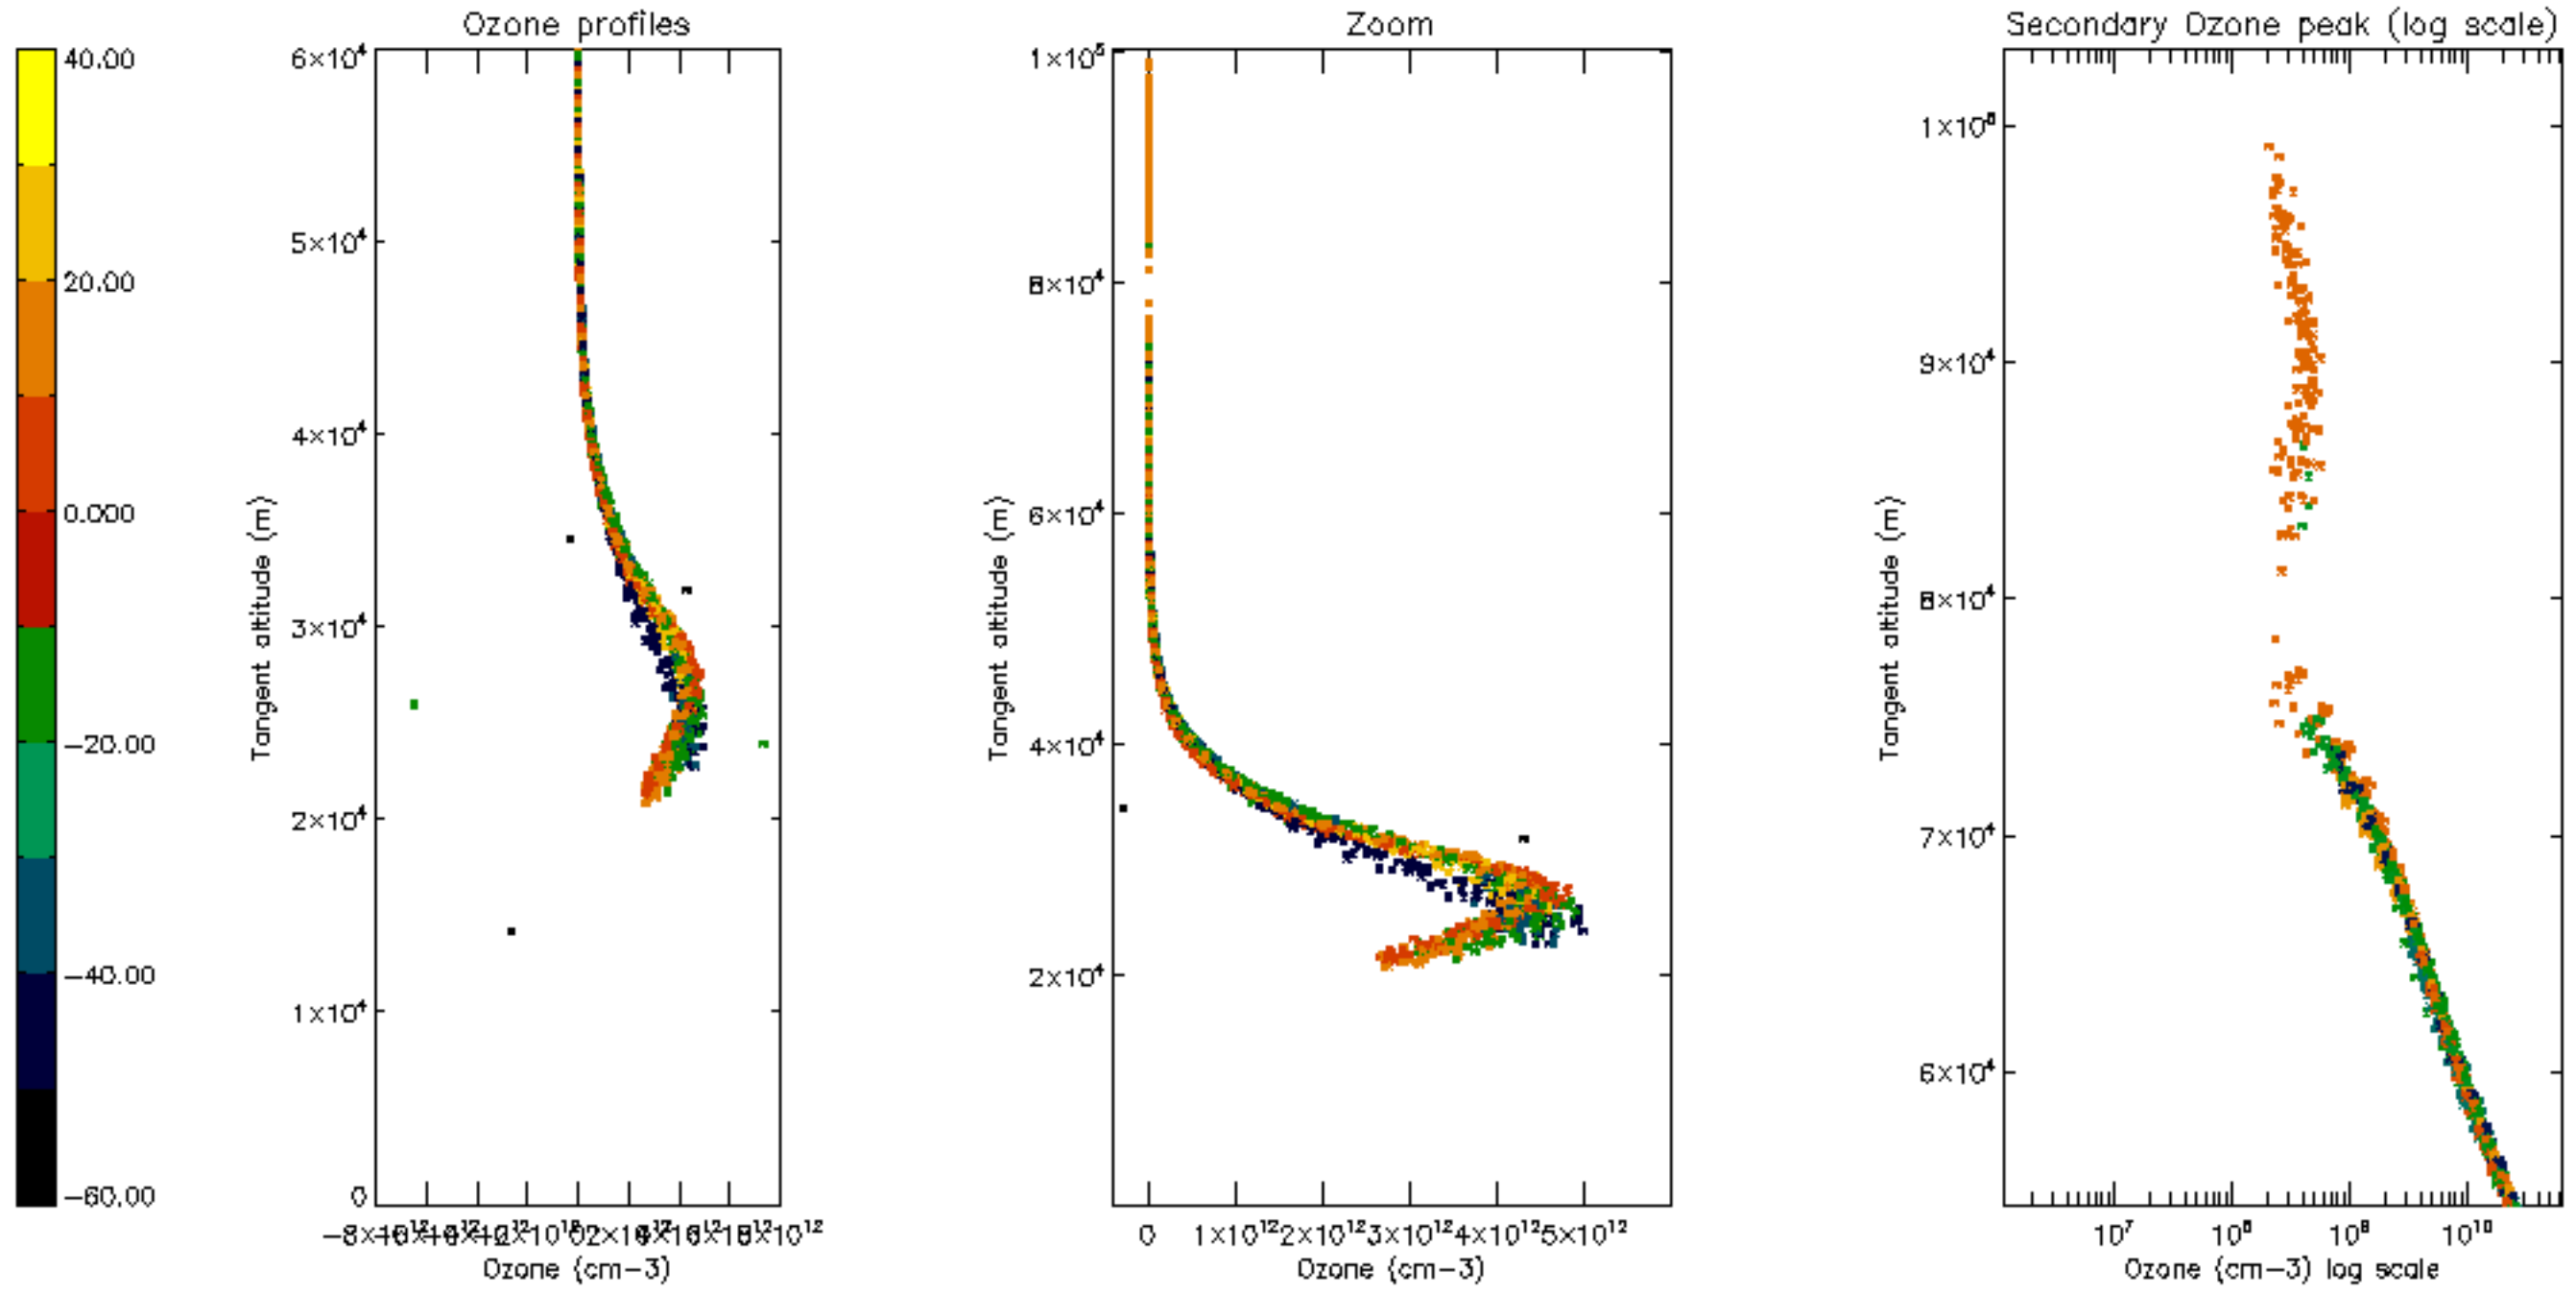 Ozone profiles
Zoom
Secondary Ozone peak (log scale)
40.00
20.00
0.000
−20.00
−40.00
−60.00
6×10⁴
5×10⁴
4×10⁴
3×10⁴
2×10⁴
1×10⁴
0
Tangent altitude (m)
Ozone (cm−3)
1×10⁵
8×10⁴
6×10⁴
4×10⁴
2×10⁴
Tangent altitude (m)
0 1×10¹² 2×10¹² 3×10¹² 4×10¹² 5×10¹²
Ozone (cm−3)
1×10⁵
9×10⁴
8×10⁴
7×10⁴
6×10⁴
Tangent altitude (m)
10⁷ 10⁸ 10⁹ 10¹⁰
Ozone (cm−3) log scale